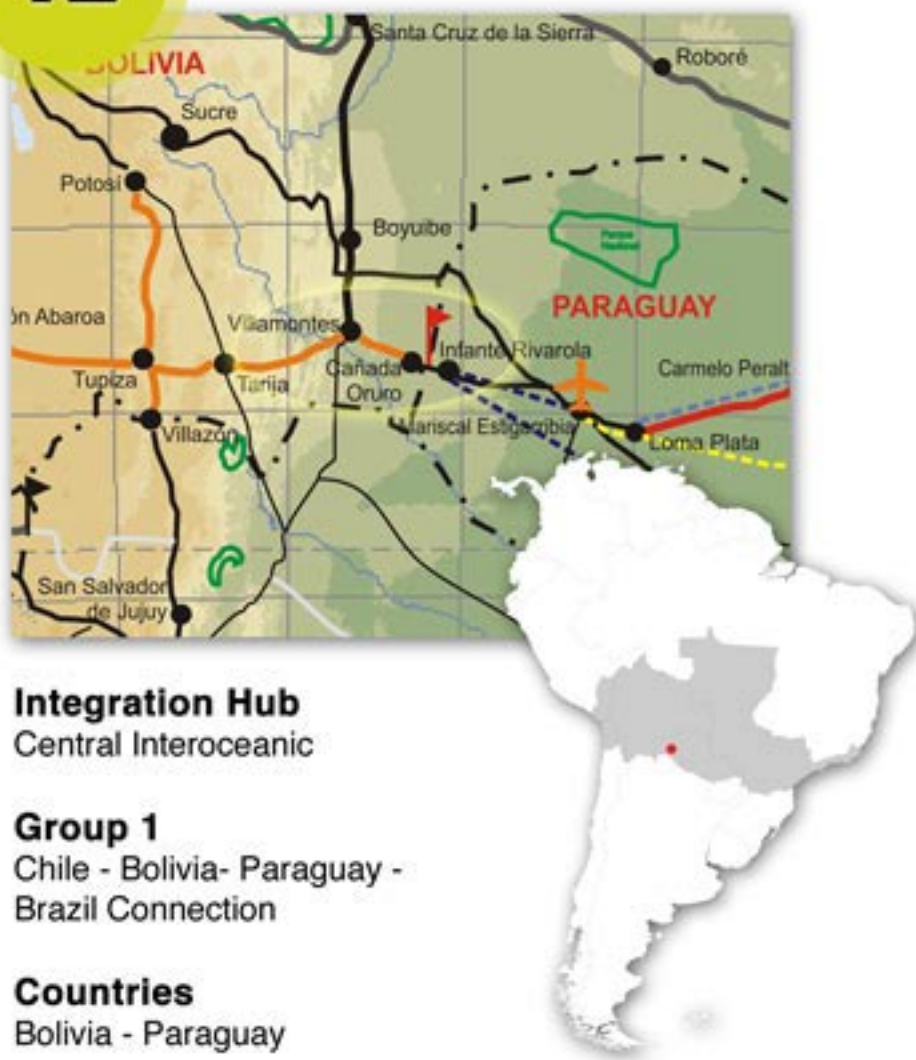 Santa Cruz de la Sierra
BOLIVIA
Roboré
Sucre
Potosí
Boyuibe
PARAGUAY
ón Abaroa
Villamontes
Infante Rivarola
Cañada
Oruro
Carmelo Peralt
Tupiza
Tarija
Mariscal Estigarribia
Villazón
Loma Plata
San Salvador
de Jujuy
Integration Hub
Central Interoceanic
Group 1
Chile - Bolivia- Paraguay -
Brazil Connection
Countries
Bolivia - Paraguay